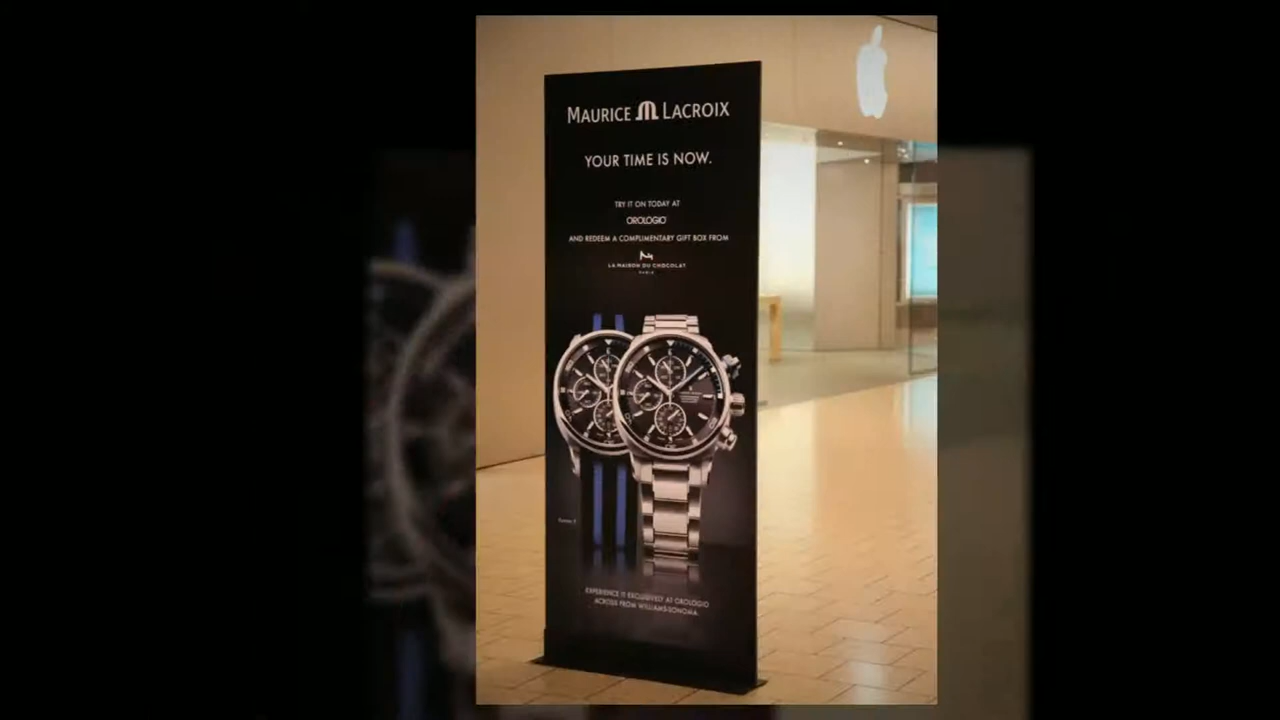 MAURICE LACROIX
YOUR TIME IS NOW.
TRY IT ON TODAY AT
OROLOGIO
AND REDEEM A COMPLIMENTARY GIFT BOX FROM
LA MAISON DU CHOCOLAT
PARIS
EXPERIENCE IT EXCLUSIVELY AT OROLOGIO
ACROSS FROM WILLIAMS-SONOMA